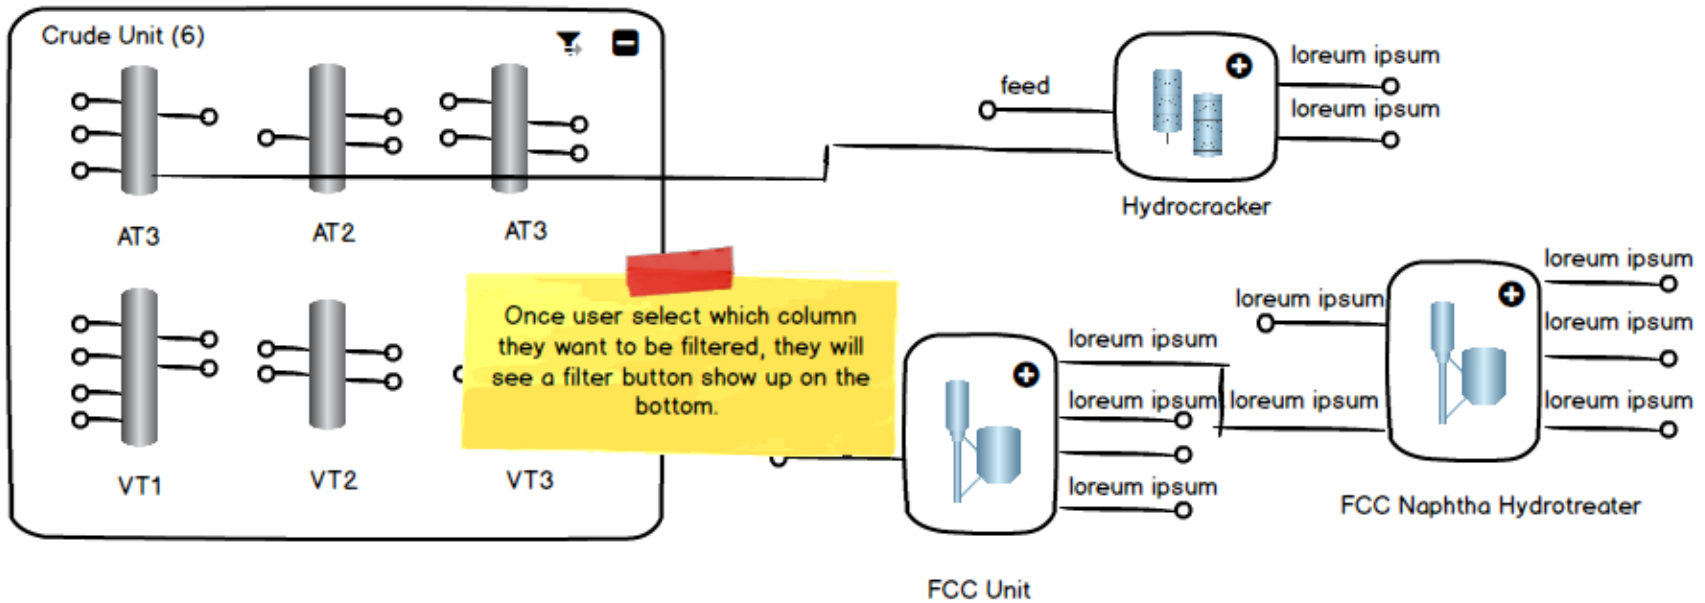 Crude Unit (6)
AT3
AT2
AT3
VT1
VT2
VT3
Once user select which column
they want to be filtered, they will
see a filter button show up on the
bottom.
feed
loreum ipsum
loreum ipsum
Hydrocracker
loreum ipsum
loreum ipsum
loreum ipsum
FCC Unit
loreum ipsum
loreum ipsum
loreum ipsum
loreum ipsum
loreum ipsum
FCC Naphtha Hydrotreater